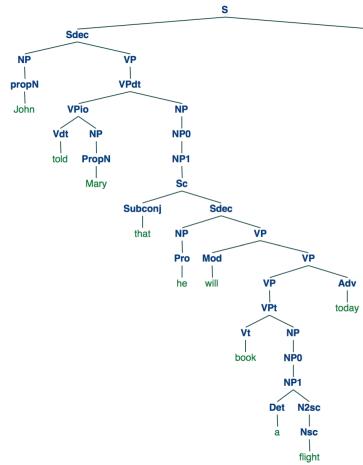 S
Sdec
NP VP
propN VPdt
John VPio NP
Vdt NP NP0
told PropN NP1
Mary Sc
Subconj Sdec
that NP VP
Pro Mod VP
he will VP Adv
VPt today
Vt NP
book NP0
NP1
Det N2sc
a Nsc
flight